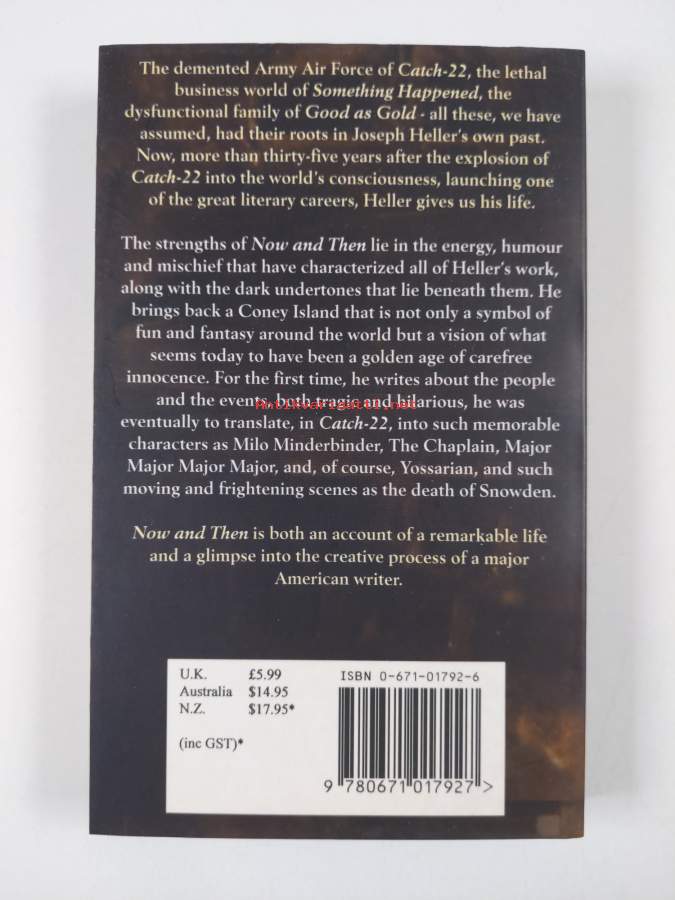 The demented Army Air Force of Catch-22, the lethal
business world of Something Happened, the
dysfunctional family of Good as Gold - all these, we have
assumed, had their roots in Joseph Heller's own past.
Now, more than thirty-five years after the explosion of
Catch-22 into the world's consciousness, launching one
of the great literary careers, Heller gives us his life.
The strengths of Now and Then lie in the energy, humour
and mischief that have characterized all of Heller's work,
along with the dark undertones that lie beneath them. He
brings back a Coney Island that is not only a symbol of
fun and fantasy around the world but a vision of what
seems today to have been a golden age of carefree
innocence. For the first time, he writes about the people
and the events, both tragic and hilarious, he was
Antikvariaatti.net
eventually to translate, in Catch-22, into such memorable
characters as Milo Minderbinder, The Chaplain, Major
Major Major Major, and, of course, Yossarian, and such
moving and frightening scenes as the death of Snowden.
Now and Then is both an account of a remarkable life
and a glimpse into the creative process of a major
American writer.
U.K. £5.99
Australia $14.95
N.Z. $17.95*
(inc GST)*
ISBN 0-671-01792-6
9 780671 017927 >